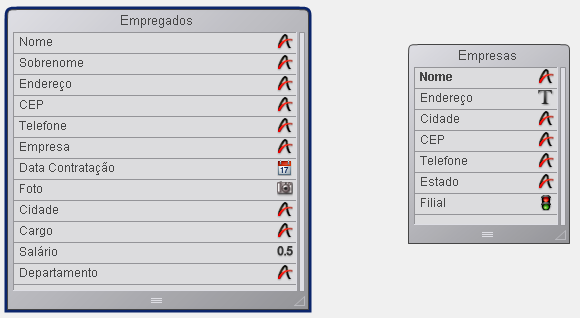 Empregados
Nome
Sobrenome
Endereço
CEP
Telefone
Empresa
Data Contratação
17
Foto
Cidade
Cargo
Salário
0.5
Departamento
Empresas
Nome
Endereço
T
Cidade
CEP
Telefone
Estado
Filial